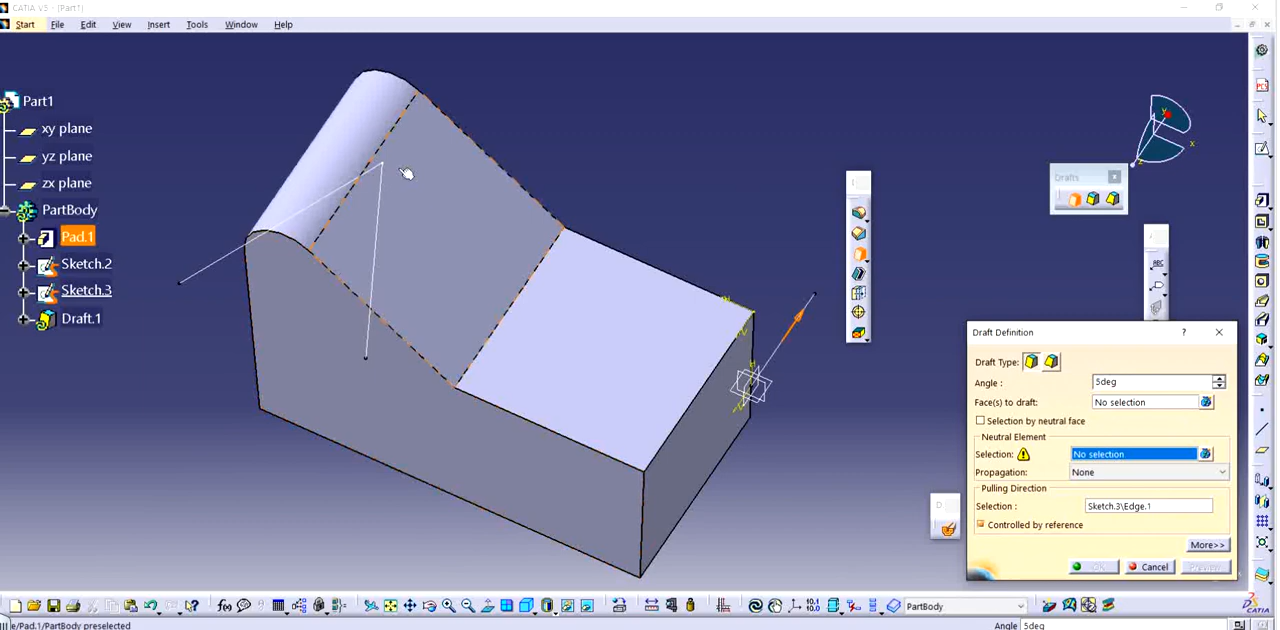 CATIA V5 - [Part1]
Start File Edit View Insert Tools Window Help
Part1
xy plane
yz plane
zx plane
PartBody
Pad.1
Sketch.2
Sketch.3
Draft.1
Drafts
Draft Definition ? ×
Draft Type:
Angle : 5deg
Face(s) to draft: No selection
Selection by neutral face
Neutral Element
Selection: No selection
Propagation: None
Pulling Direction
Selection : Sketch.3\Edge.1
Controlled by reference
More>>
OK Cancel Preview
PartBody
e/Pad.1/PartBody preselected
Angle 5deg
CATIA